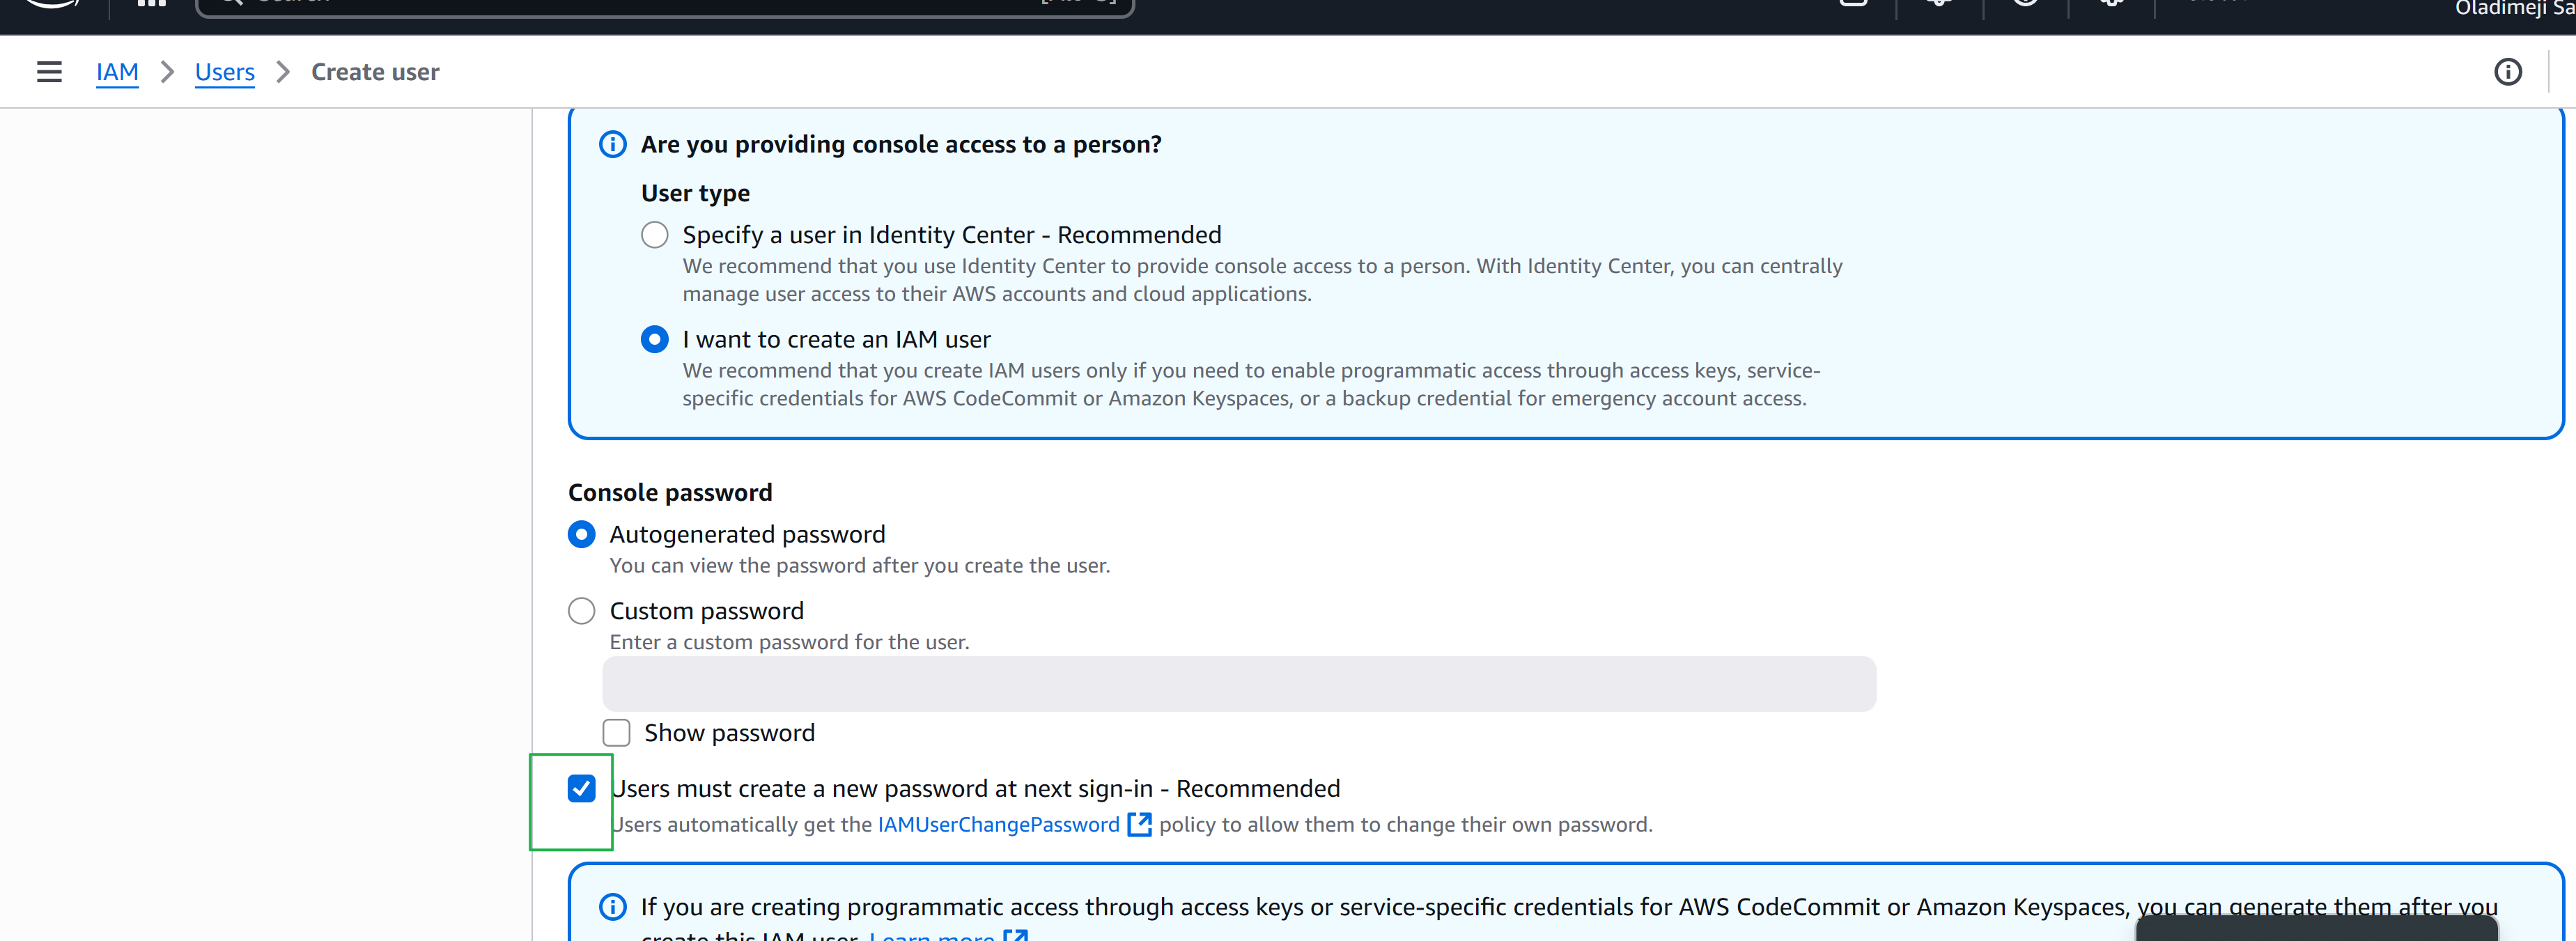 Oladimeji Sa
IAM > Users > Create user
Are you providing console access to a person?
User type
Specify a user in Identity Center - Recommended
We recommend that you use Identity Center to provide console access to a person. With Identity Center, you can centrally
manage user access to their AWS accounts and cloud applications.
I want to create an IAM user
We recommend that you create IAM users only if you need to enable programmatic access through access keys, service-
specific credentials for AWS CodeCommit or Amazon Keyspaces, or a backup credential for emergency account access.
Console password
Autogenerated password
You can view the password after you create the user.
Custom password
Enter a custom password for the user.
Show password
Users must create a new password at next sign-in - Recommended
Users automatically get the IAMUserChangePassword policy to allow them to change their own password.
If you are creating programmatic access through access keys or service-specific credentials for AWS CodeCommit or Amazon Keyspaces, you can generate them after you
create this IAM user. Learn more